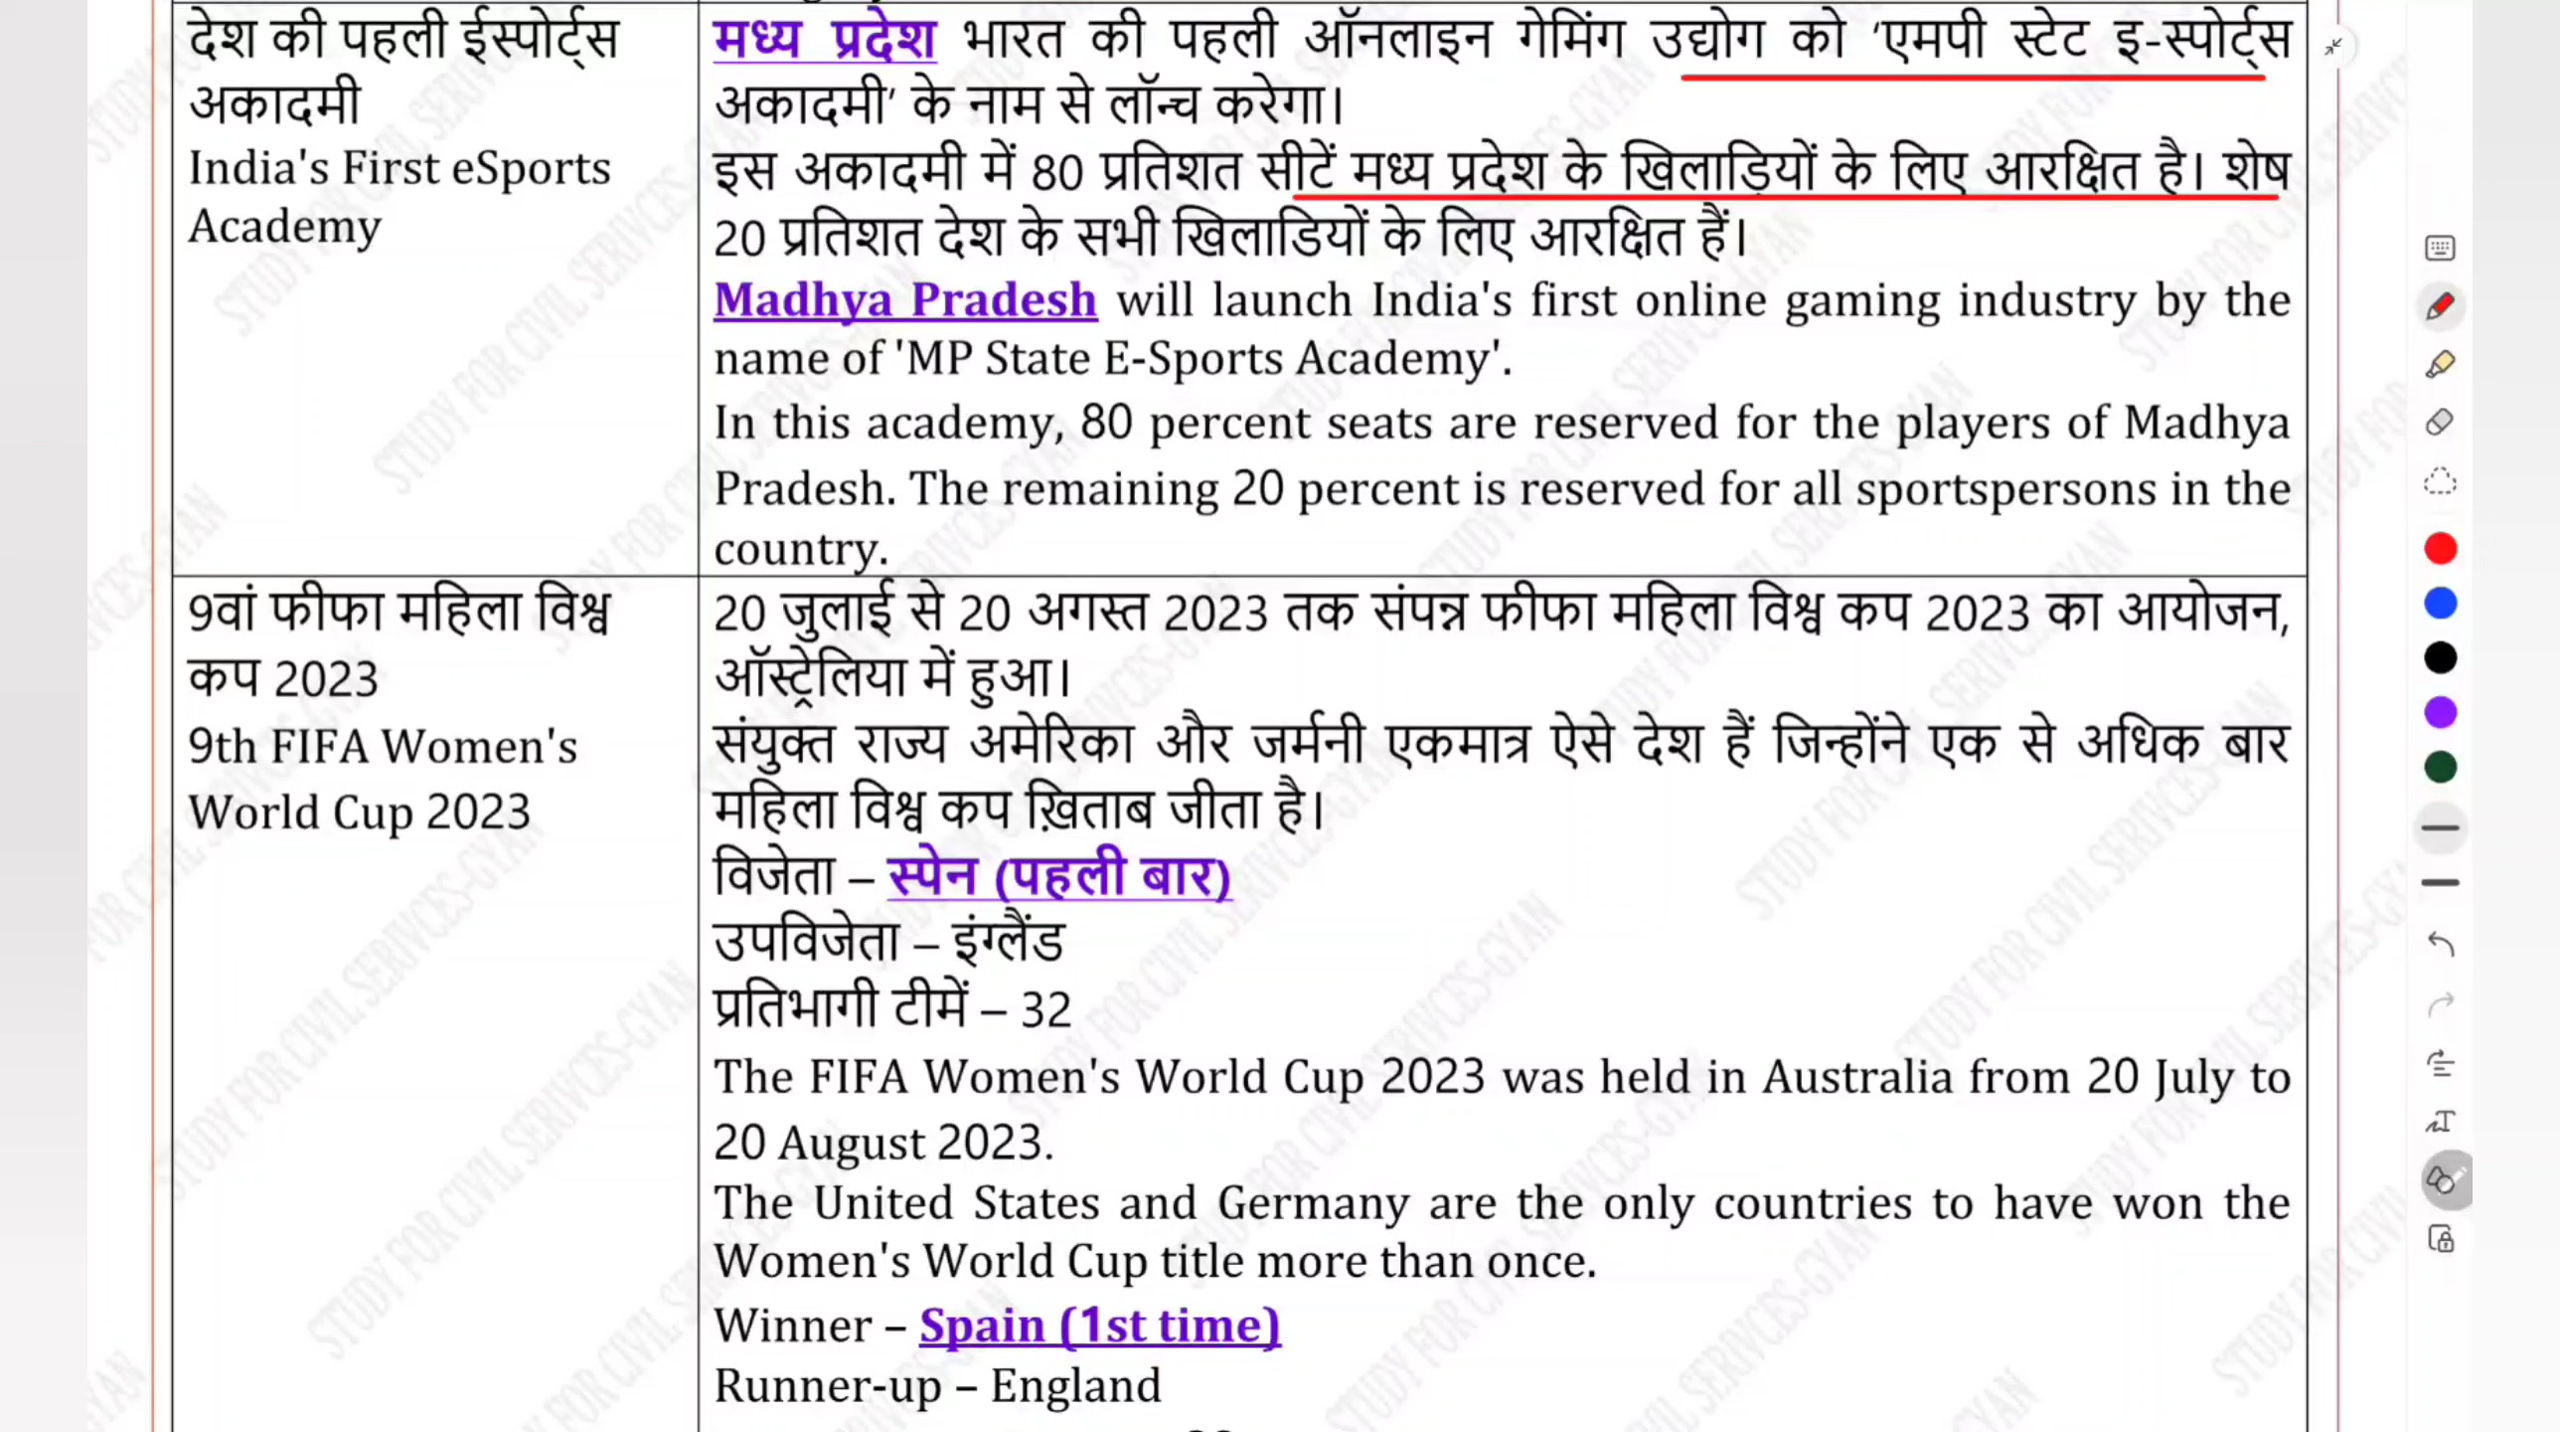 देश की पहली ईस्पोर्ट्स
अकादमी
India's First eSports
Academy
मध्य प्रदेश भारत की पहली ऑनलाइन गेमिंग उद्योग को 'एमपी स्टेट इ-स्पोर्ट्स
अकादमी' के नाम से लॉन्च करेगा।
इस अकादमी में 80 प्रतिशत सीटें मध्य प्रदेश के खिलाड़ियों के लिए आरक्षित है। शेष
20 प्रतिशत देश के सभी खिलाडियों के लिए आरक्षित हैं।
Madhya Pradesh will launch India's first online gaming industry by the
name of 'MP State E-Sports Academy'.
In this academy, 80 percent seats are reserved for the players of Madhya
Pradesh. The remaining 20 percent is reserved for all sportspersons in the
country.
9वां फीफा महिला विश्व
कप 2023
9th FIFA Women's
World Cup 2023
20 जुलाई से 20 अगस्त 2023 तक संपन्न फीफा महिला विश्व कप 2023 का आयोजन,
ऑस्ट्रेलिया में हुआ।
संयुक्त राज्य अमेरिका और जर्मनी एकमात्र ऐसे देश हैं जिन्होंने एक से अधिक बार
महिला विश्व कप ख़िताब जीता है।
विजेता – स्पेन (पहली बार)
उपविजेता – इंग्लैंड
प्रतिभागी टीमें – 32
The FIFA Women's World Cup 2023 was held in Australia from 20 July to
20 August 2023.
The United States and Germany are the only countries to have won the
Women's World Cup title more than once.
Winner – Spain (1st time)
Runner-up – England
STUDY FOR CIVIL SERIVCES-GYAN